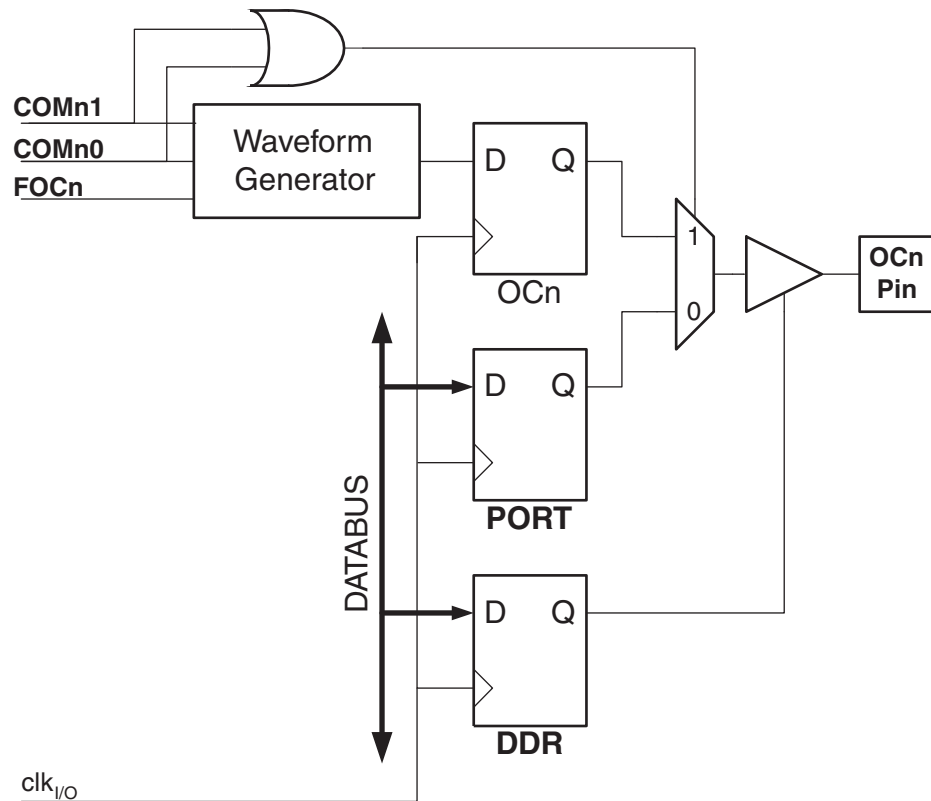 COMn1
COMn0
FOCn
Waveform
Generator
D Q
OCn
1
0
OCn
Pin
D Q
PORT
DATABUS
D Q
DDR
clkI/O